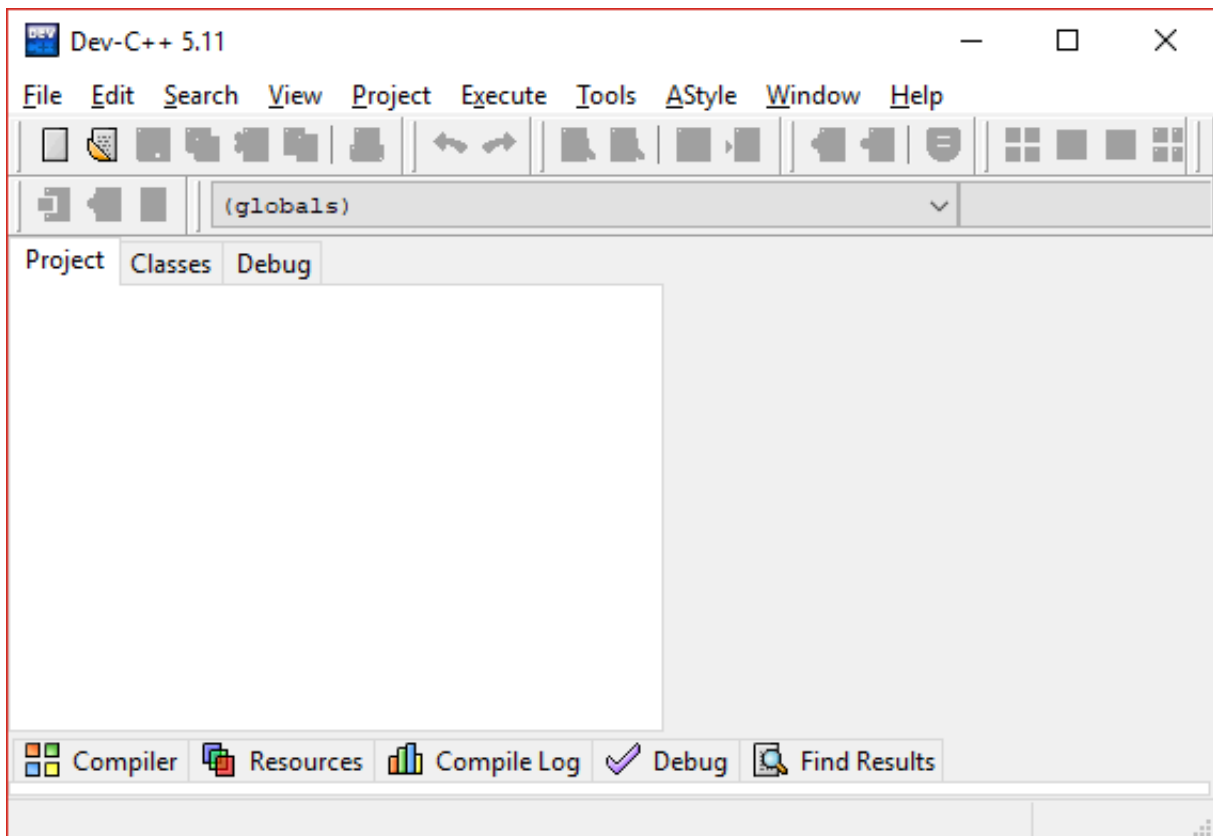 DEV Dev-C++ 5.11
File Edit Search View Project Execute Tools AStyle Window Help
(globals)
Project Classes Debug
Compiler Resources Compile Log Debug Find Results